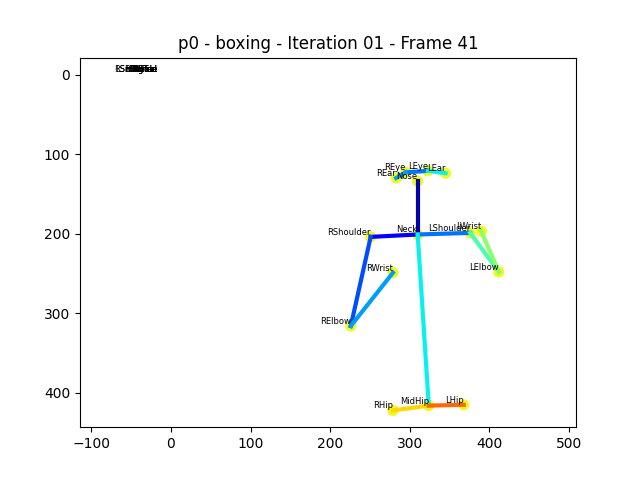 p0 - boxing - Iteration 01 - Frame 41
0
REye LEye LEar
REar Nose
100
RShoulder Neck LShoulder LWrist
200
RWrist LElbow
RElbow
300
RHip MidHip LHip
400
−100 0 100 200 300 400 500